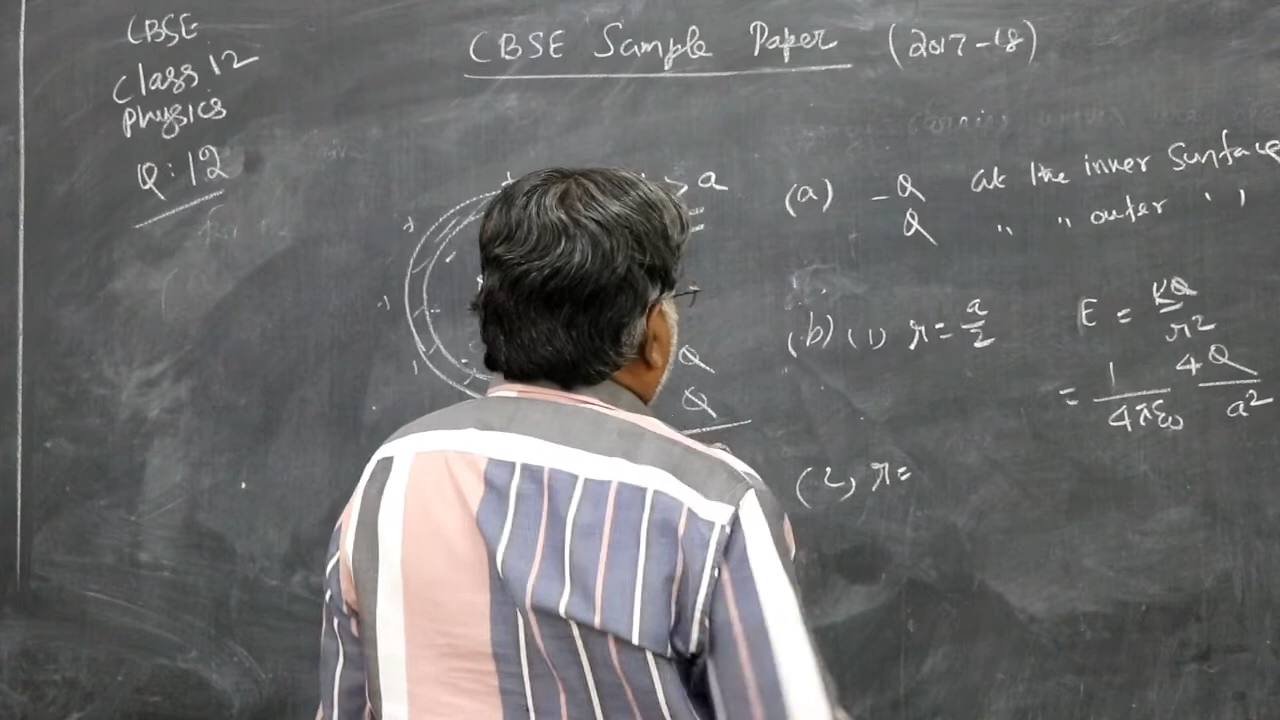 CBSE
Class 12
Physics
Q: 12
CBSE Sample Paper (2017-18)
> a
Q
Q
(a) -Q at the inner Surface
Q " " outer " "
(b) (1) r = a/2 E = KQ/r²
= 1/4πε₀ 4Q/a²
(2) r =